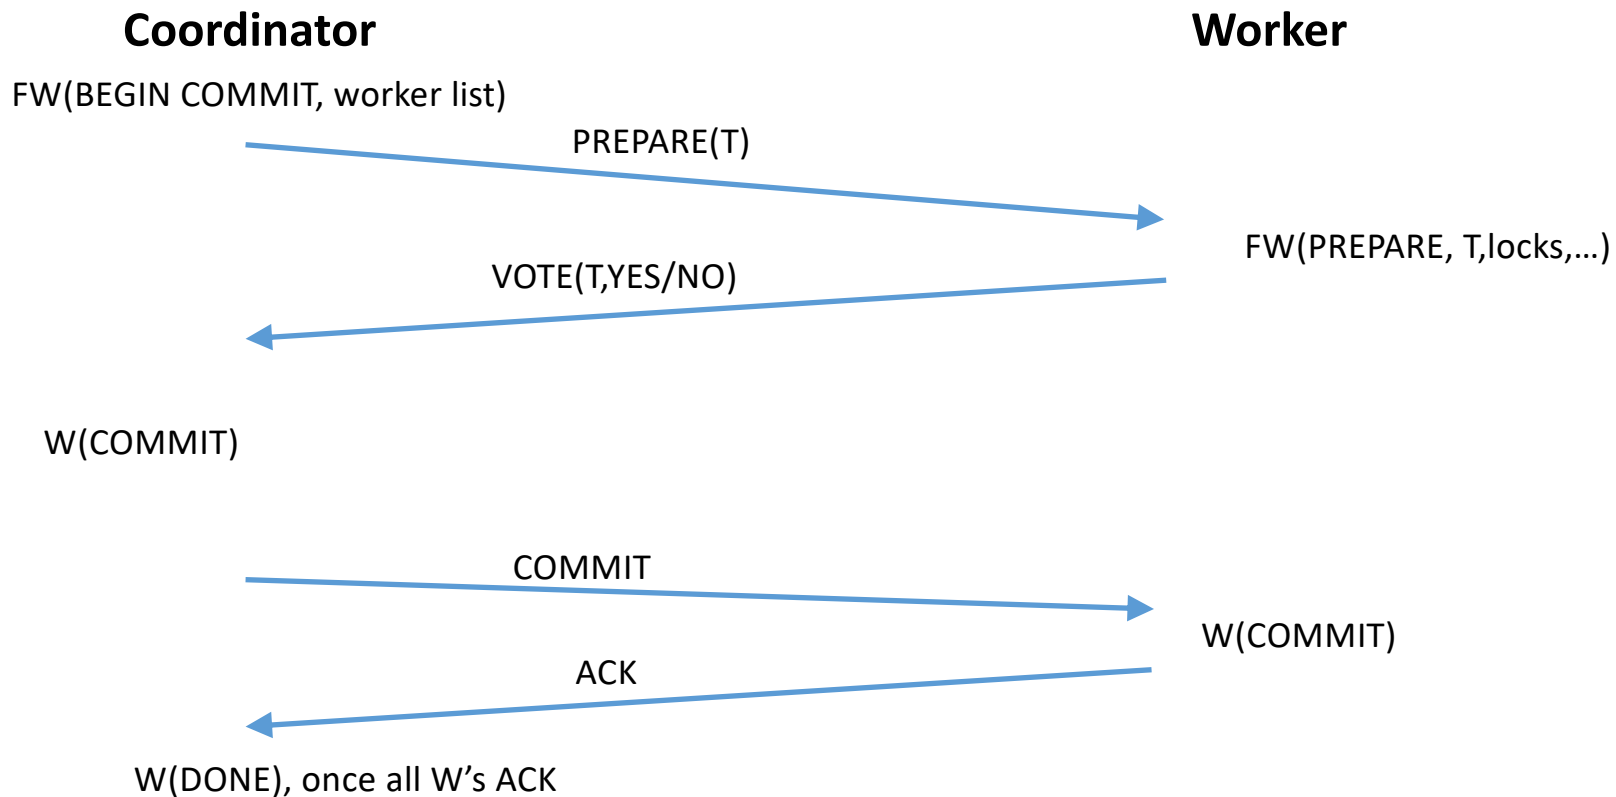 Coordinator
Worker
FW(BEGIN COMMIT, worker list)
PREPARE(T)
FW(PREPARE, T,locks,...)
VOTE(T,YES/NO)
W(COMMIT)
COMMIT
W(COMMIT)
ACK
W(DONE), once all W’s ACK